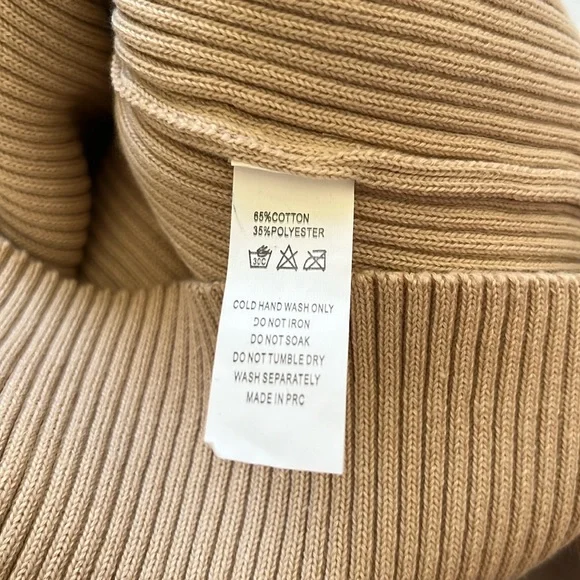 65%COTTON
35%POLYESTER
30C
COLD HAND WASH ONLY
DO NOT IRON
DO NOT SOAK
DO NOT TUMBLE DRY
WASH SEPARATELY
MADE IN PRC